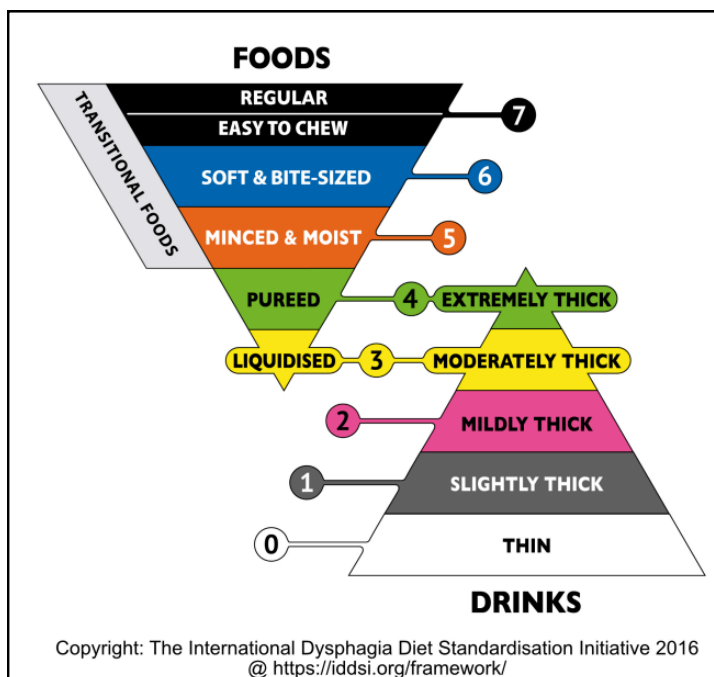 FOODS
REGULAR
7
EASY TO CHEW
TRANSITIONAL FOODS
SOFT & BITE-SIZED
6
MINCED & MOIST
5
PUREED
4
EXTREMELY THICK
LIQUIDISED
3
MODERATELY THICK
2
MILDLY THICK
1
SLIGHTLY THICK
0
THIN
DRINKS
Copyright: The International Dysphagia Diet Standardisation Initiative 2016
@ https://iddsi.org/framework/